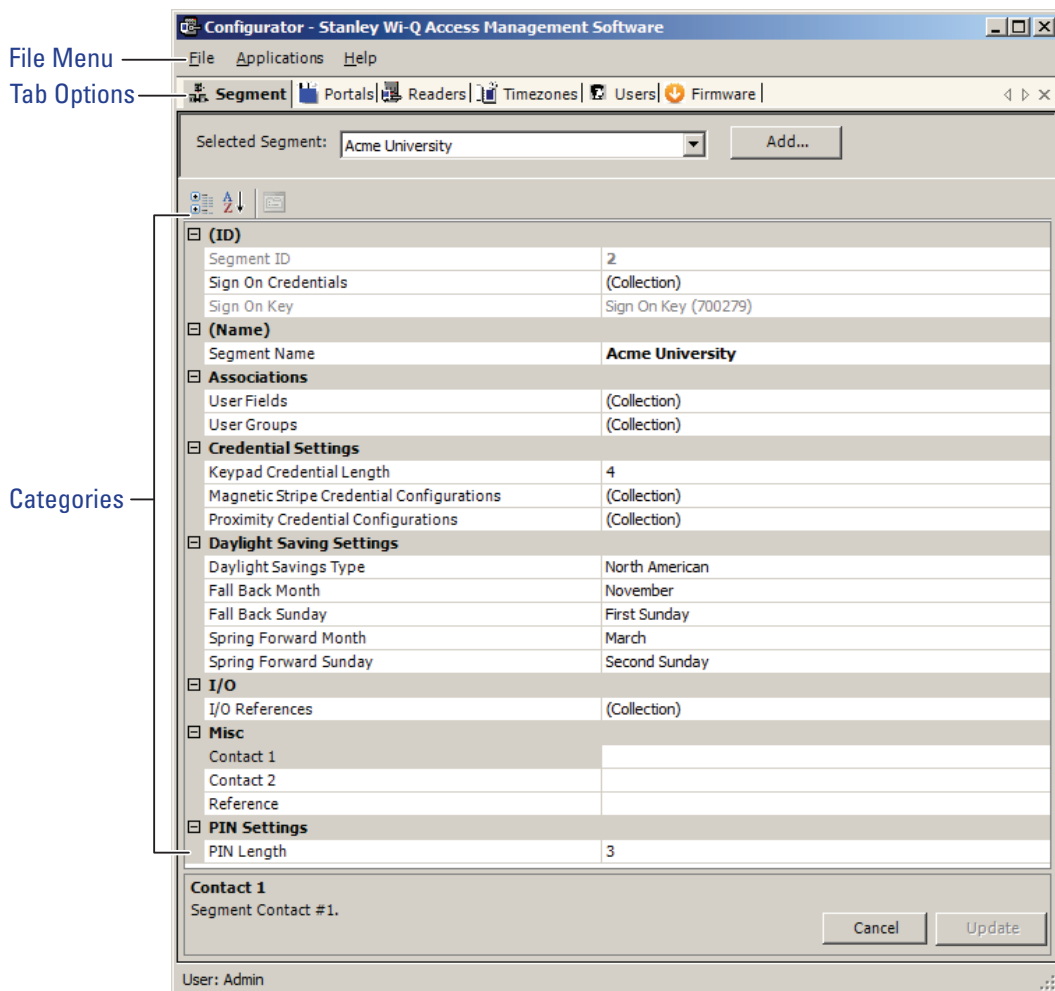 Configurator - Stanley Wi-Q Access Management Software
File Menu
File Applications Help
Tab Options
Segment Portals Readers Timezones Users Firmware
Selected Segment: Acme University Add...
Categories
(ID)
Segment ID 2
Sign On Credentials (Collection)
Sign On Key Sign On Key (700279)
(Name)
Segment Name Acme University
Associations
User Fields (Collection)
User Groups (Collection)
Credential Settings
Keypad Credential Length 4
Magnetic Stripe Credential Configurations (Collection)
Proximity Credential Configurations (Collection)
Daylight Saving Settings
Daylight Savings Type North American
Fall Back Month November
Fall Back Sunday First Sunday
Spring Forward Month March
Spring Forward Sunday Second Sunday
I/O
I/O References (Collection)
Misc
Contact 1
Contact 2
Reference
PIN Settings
PIN Length 3
Contact 1
Segment Contact #1.
Cancel Update
User: Admin